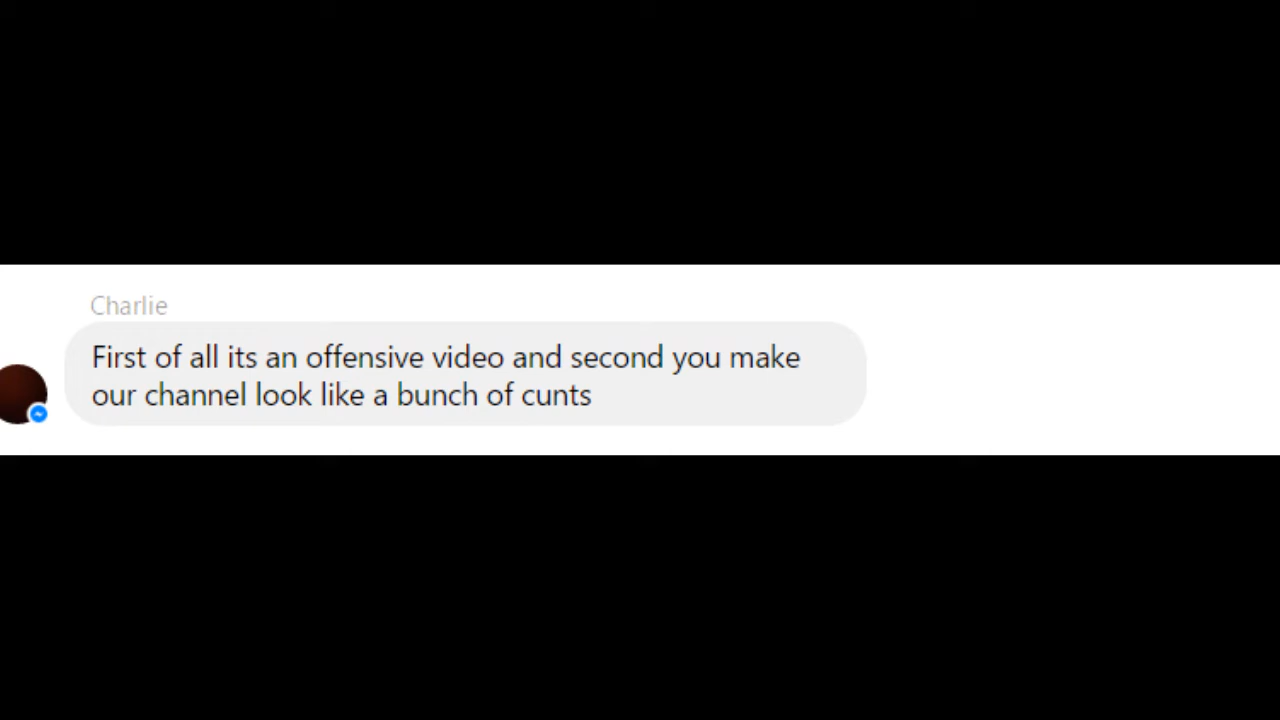 Charlie
First of all its an offensive video and second you make
our channel look like a bunch of cunts